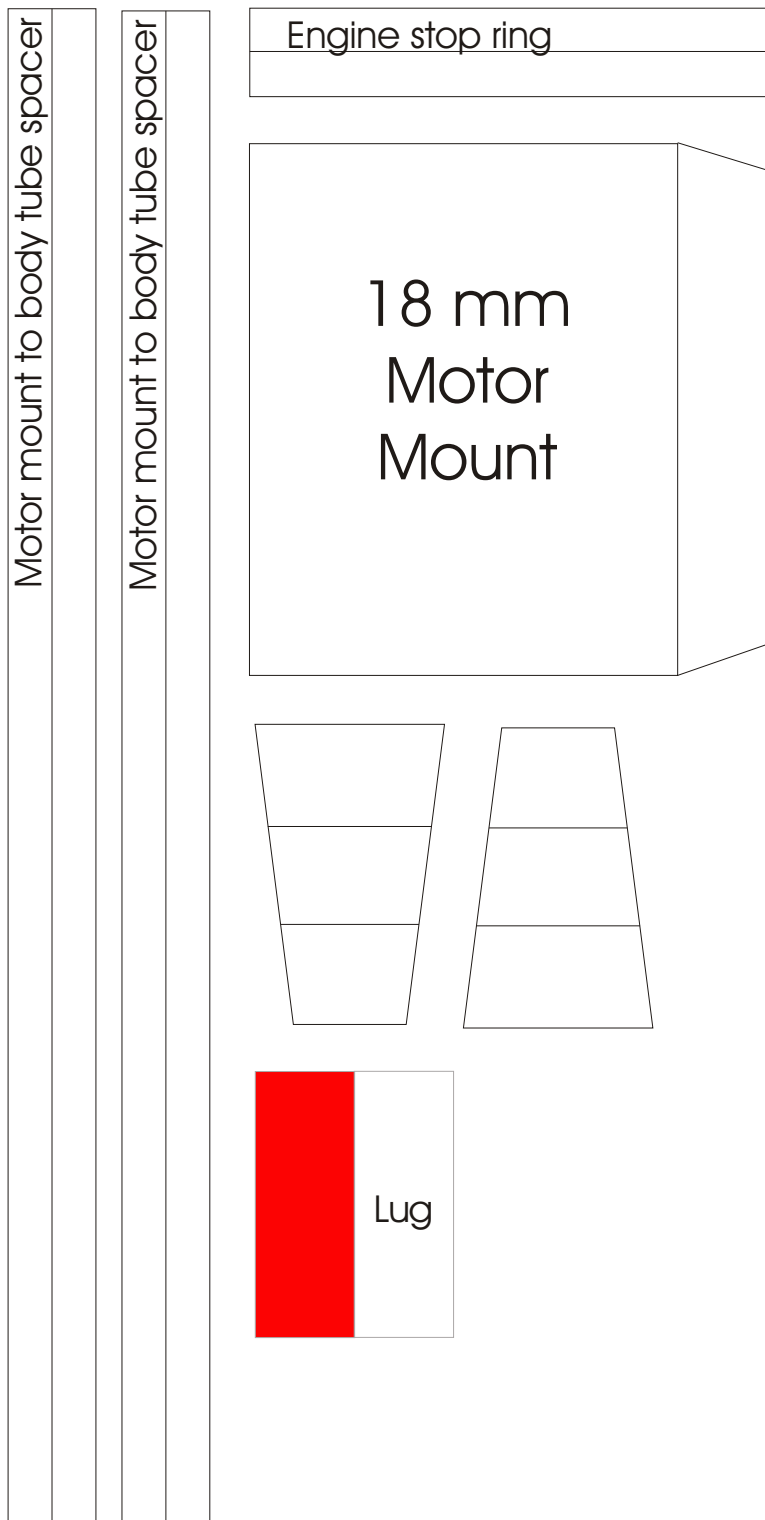 Motor mount to body tube spacer
Motor mount to body tube spacer
Engine stop ring
18 mm
Motor
Mount
Lug